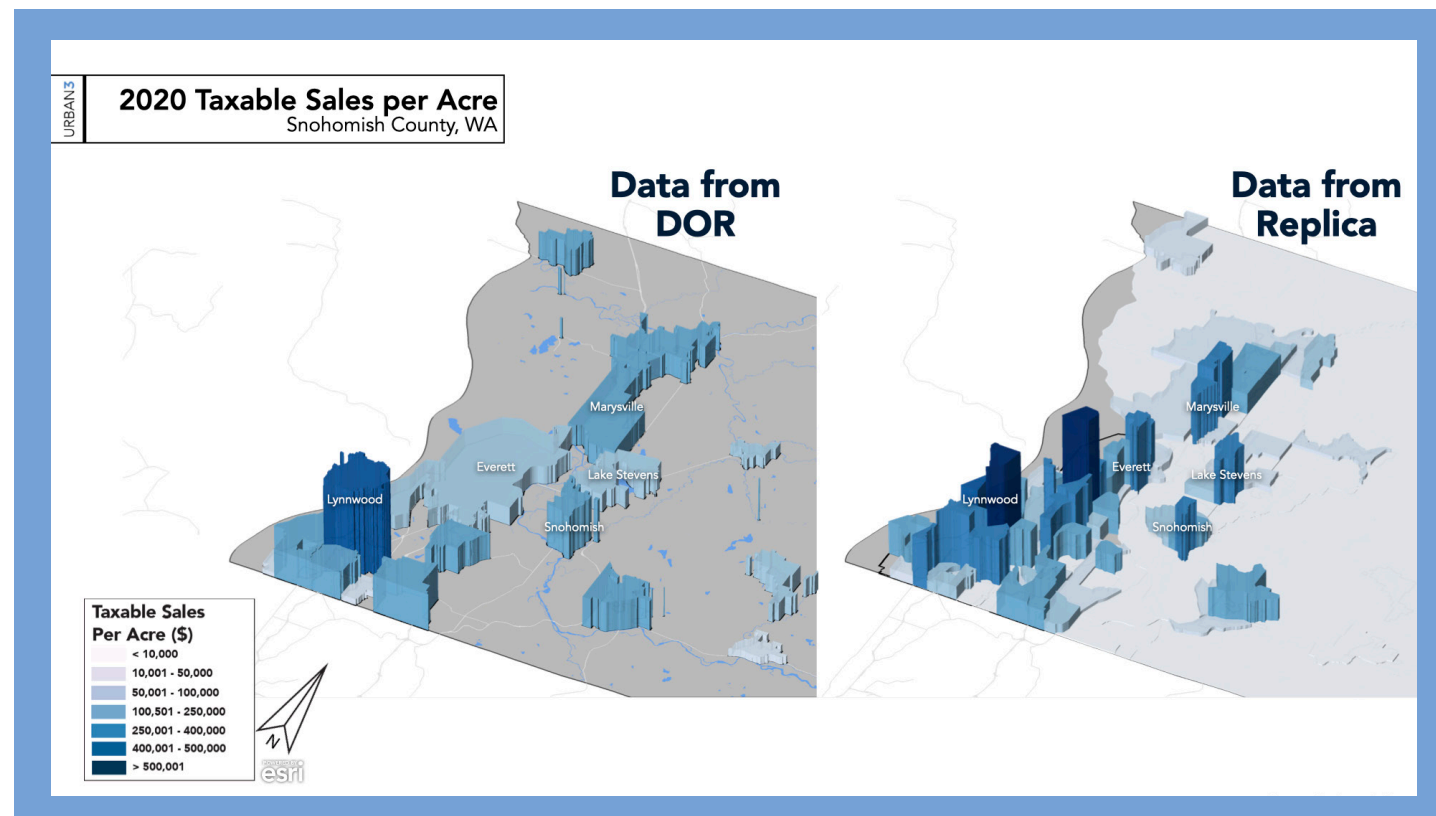 URBAN3
2020 Taxable Sales per Acre
Snohomish County, WA
Data from
DOR
Marysville
Everett
Lake Stevens
Lynnwood
Snohomish
Data from
Replica
Marysville
Everett
Lake Stevens
Lynnwood
Snohomish
Taxable Sales
Per Acre ($)
< 10,000
10,001 - 50,000
50,001 - 100,000
100,501 - 250,000
250,001 - 400,000
400,001 - 500,000
> 500,001
N
esri